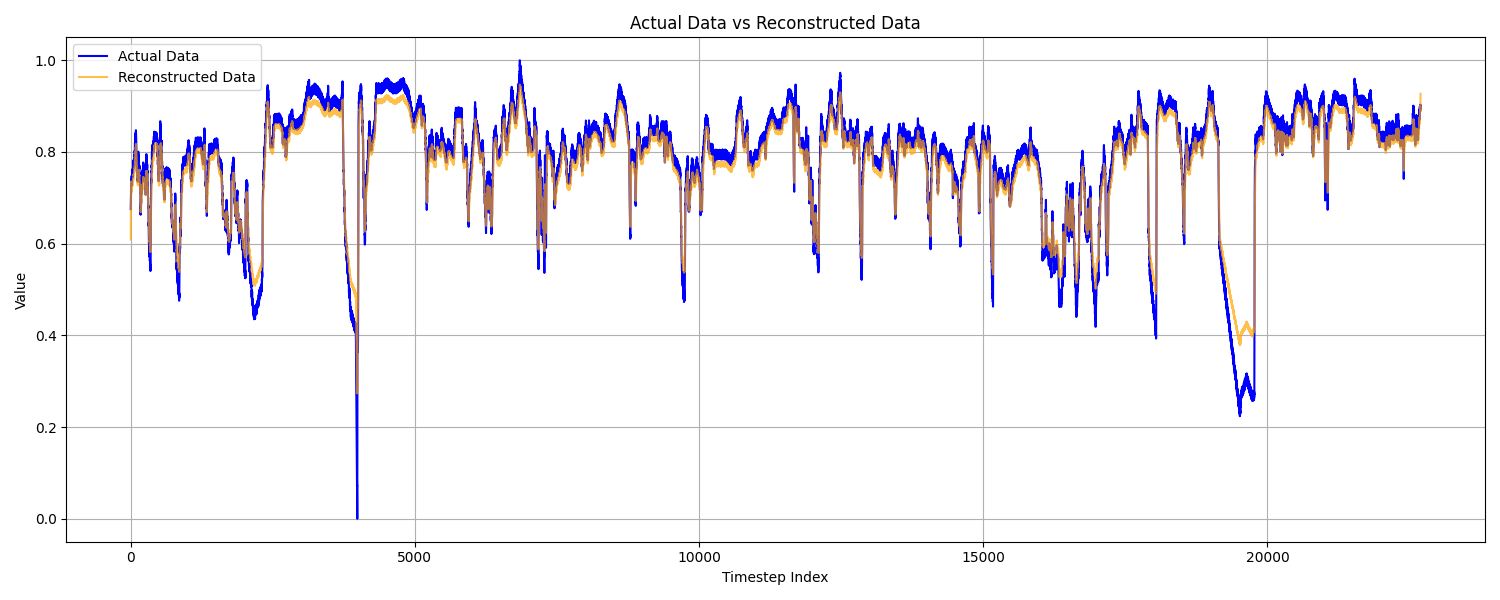 Actual Data vs Reconstructed Data
Actual Data
Reconstructed Data
1.0
0.8
0.6
0.4
0.2
0.0
Value
0 5000 10000 15000 20000
Timestep Index